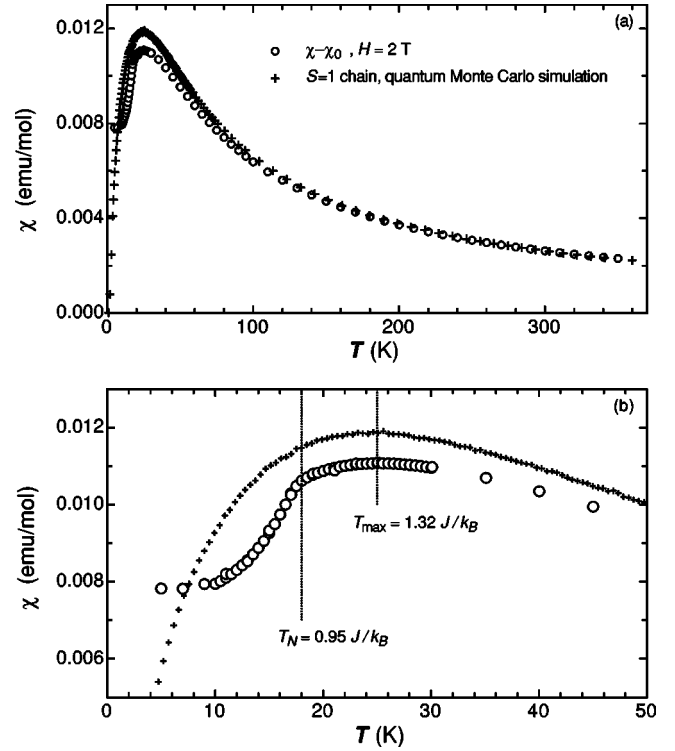 (a)
0.012
χ–χ0 , H = 2 T
S=1 chain, quantum Monte Carlo simulation
0.008
χ (emu/mol)
0.004
0.000
0 100 200 300
T (K)
(b)
0.012
χ (emu/mol)
0.010
Tmax = 1.32 J/kB
0.008
TN = 0.95 J/kB
0.006
0 10 20 30 40 50
T (K)